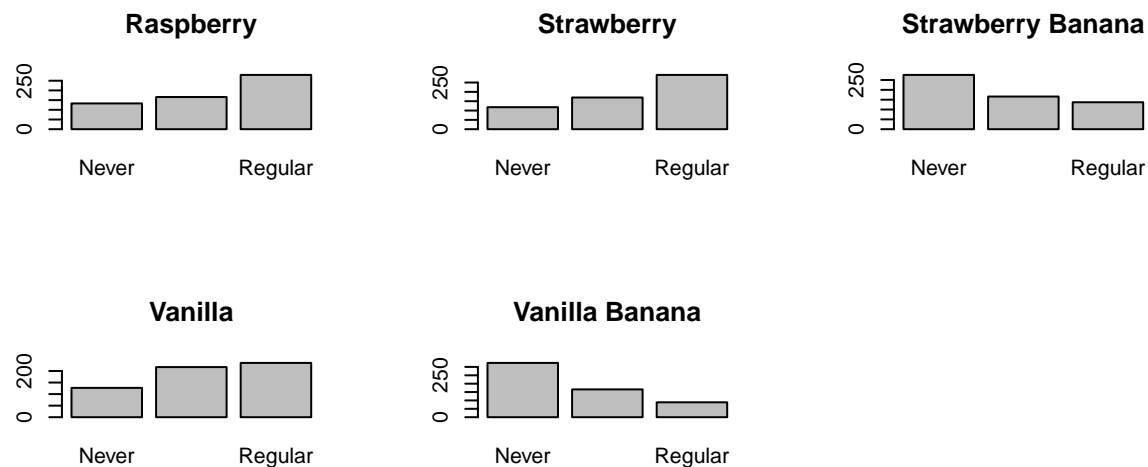 Raspberry
0 250
Never Regular
Strawberry
0 250
Never Regular
Strawberry Banana
0 250
Never Regular
Vanilla
0 200
Never Regular
Vanilla Banana
0 250
Never Regular